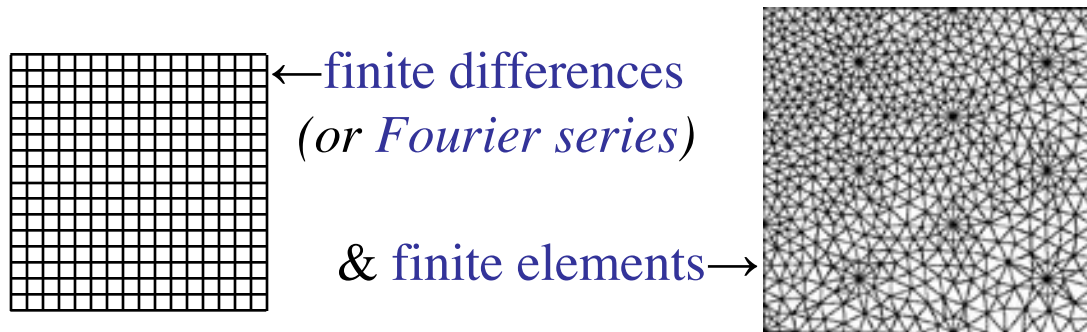 ←finite differences
(or Fourier series)
& finite elements→